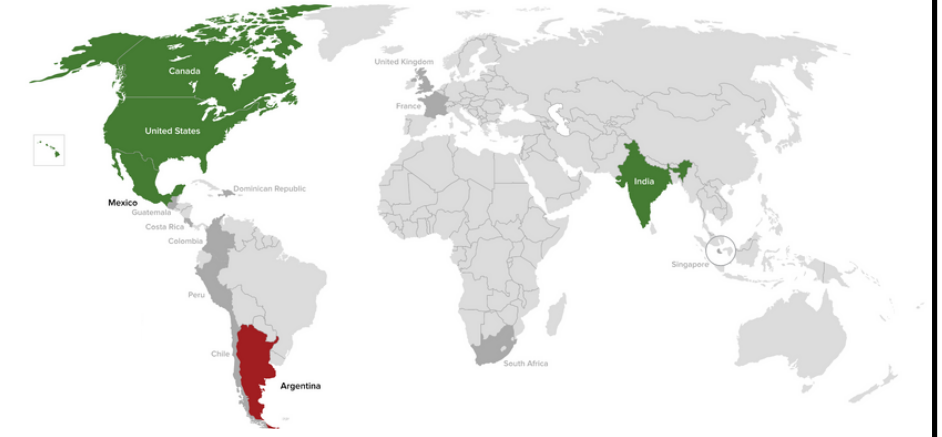 Canada
United States
Mexico
Guatemala
Costa Rica
Colombia
Dominican Republic
Peru
Chile
Argentina
United Kingdom
France
South Africa
India
Singapore